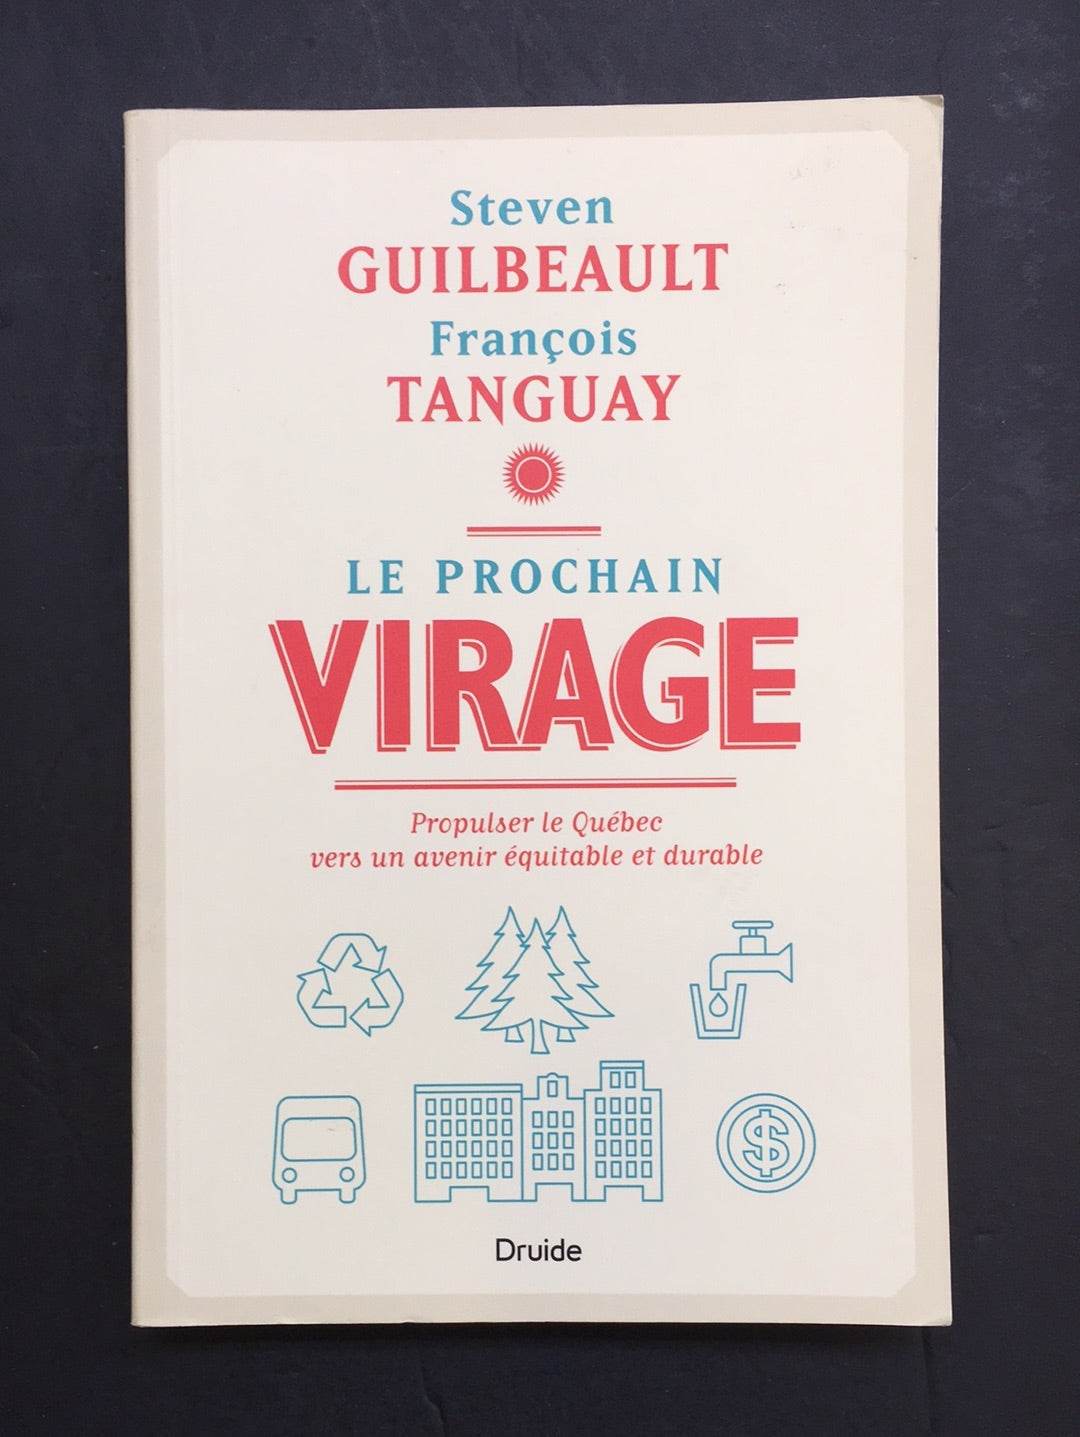 Steven
GUILBEAULT
François
TANGUAY
LE PROCHAIN
VIRAGE
Propulser le Québec
vers un avenir équitable et durable
$
Druide